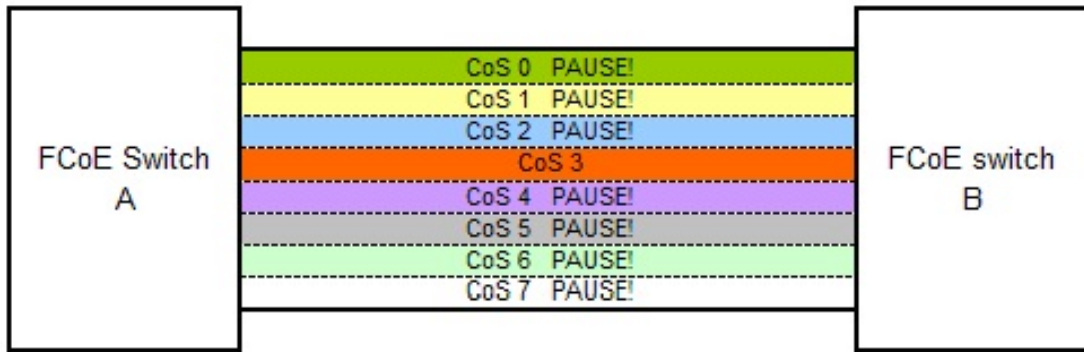 FCoE Switch
A
CoS 0 PAUSE!
CoS 1 PAUSE!
CoS 2 PAUSE!
CoS 3
CoS 4 PAUSE!
CoS 5 PAUSE!
CoS 6 PAUSE!
CoS 7 PAUSE!
FCoE switch
B